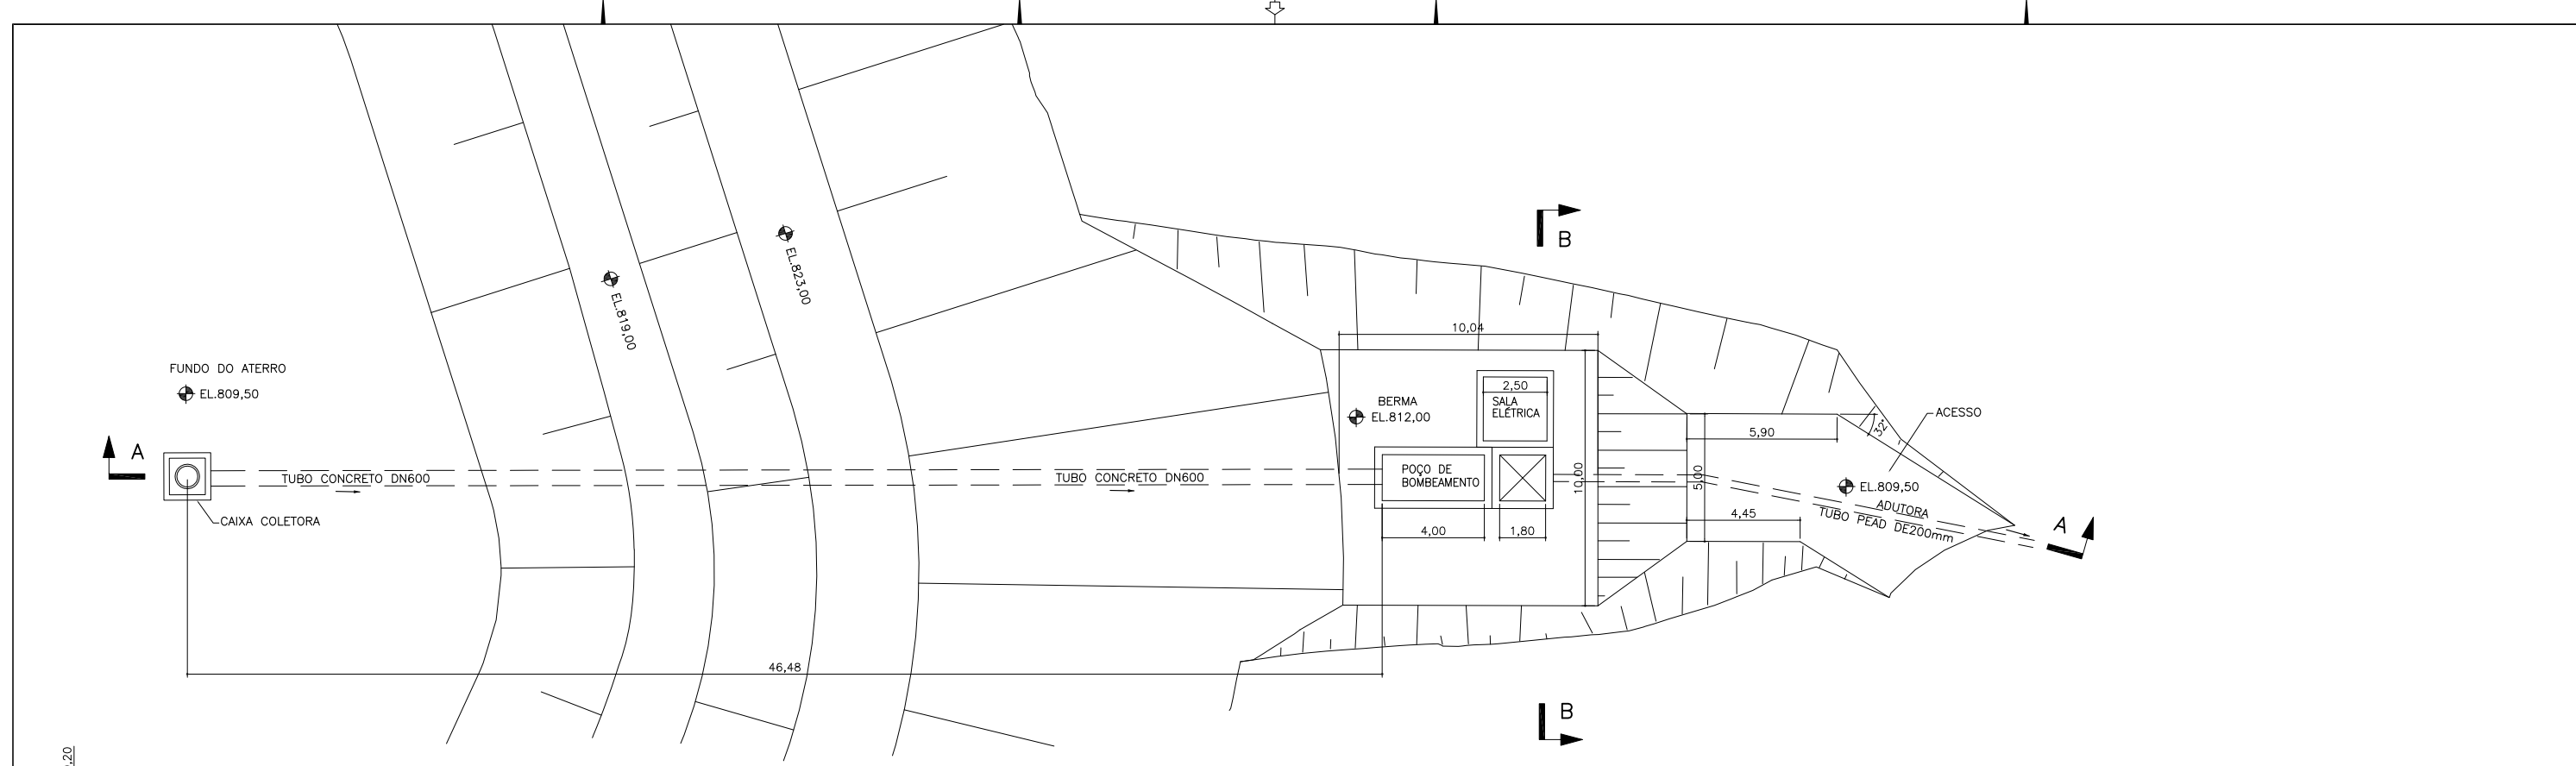 B
EL.823,00
EL.819,00
10,04
FUNDO DO ATERRO
EL.809,50
2,50
SALA
ELÉTRICA
BERMA
EL.812,00
ACESSO
32°
5,90
A
TUBO CONCRETO DN600
TUBO CONCRETO DN600
POÇO DE
BOMBEAMENTO
10,00
5,00
EL.809,50
CAIXA COLETORA
4,00
1,80
4,45
ADUTORA
TUBO PEAD DE200mm
A
46,48
B